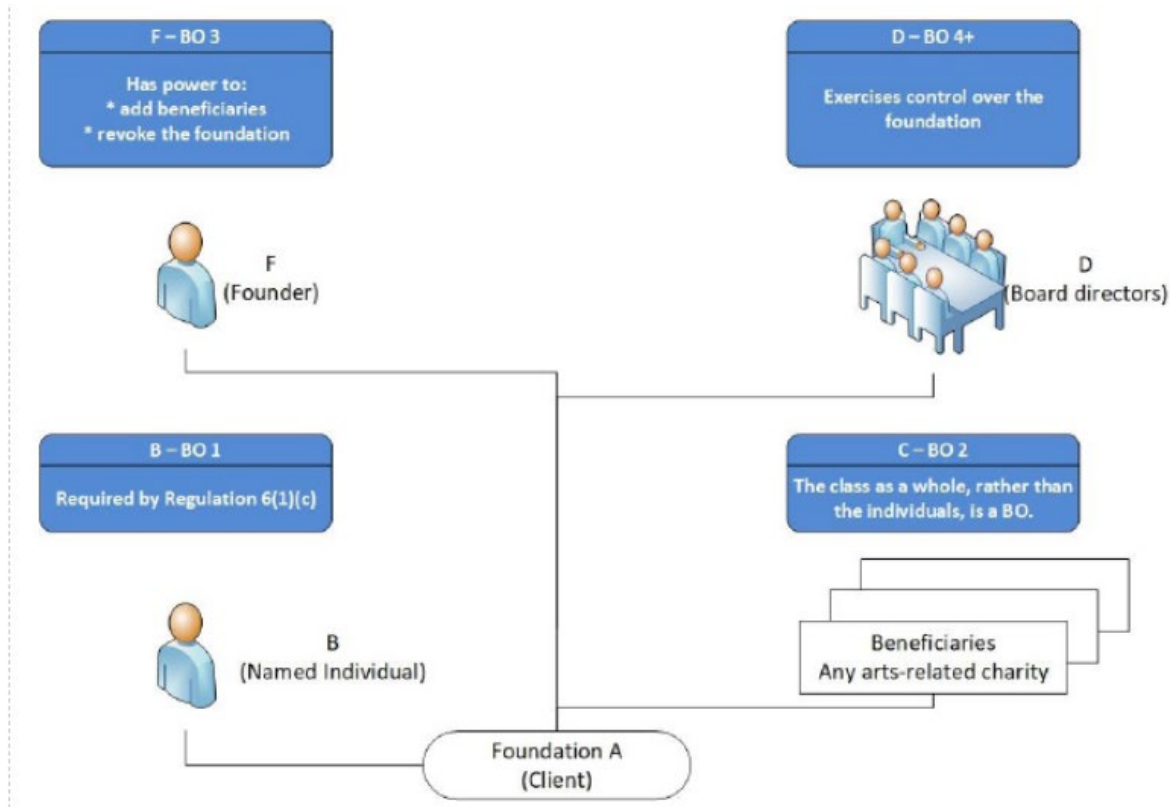 F – BO 3
Has power to:
* add beneficiaries
* revoke the foundation
D – BO 4+
Exercises control over the
foundation
F
(Founder)
D
(Board directors)
B – BO 1
Required by Regulation 6(1)(c)
C – BO 2
The class as a whole, rather than
the individuals, is a BO.
B
(Named Individual)
Beneficiaries
Any arts-related charity
Foundation A
(Client)